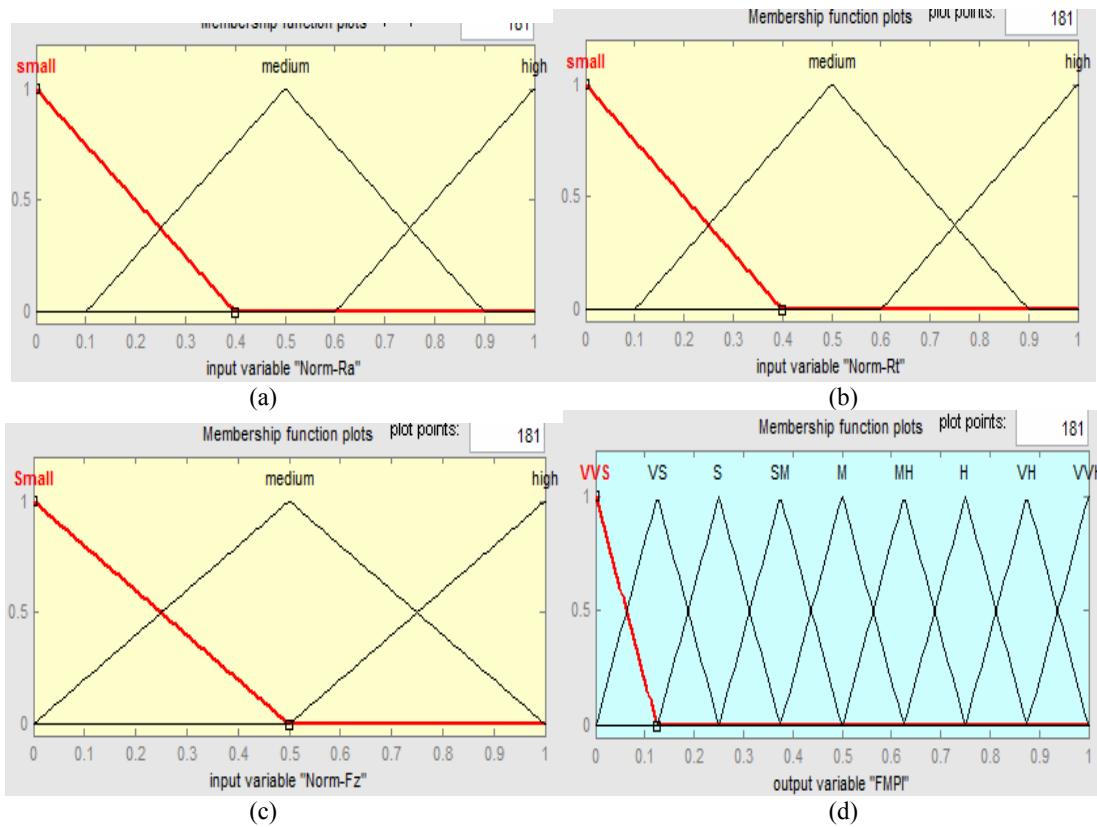 Membership function plots
181
small medium high
1
0.5
0
0 0.1 0.2 0.3 0.4 0.5 0.6 0.7 0.8 0.9 1
input variable "Norm-Ra"
(a)
Membership function plots plot points: 181
small medium high
1
0.5
0
0 0.1 0.2 0.3 0.4 0.5 0.6 0.7 0.8 0.9 1
input variable "Norm-Rt"
(b)
Membership function plots plot points: 181
Small medium high
1
0.5
0
0 0.1 0.2 0.3 0.4 0.5 0.6 0.7 0.8 0.9 1
input variable "Norm-Fz"
(c)
Membership function plots plot points: 181
VVS VS S SM M MH H VH VVH
1
0.5
0
0 0.1 0.2 0.3 0.4 0.5 0.6 0.7 0.8 0.9 1
output variable "FMPI"
(d)